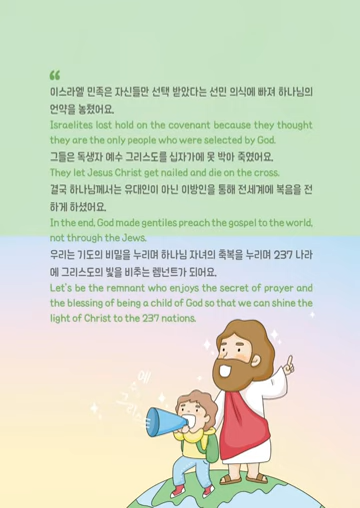 “
이스라엘 민족은 자신들만 선택 받았다는 선민 의식에 빠져 하나님의
언약을 놓쳤어요.
Israelites lost hold on the covenant because they thought
they are the only people who were selected by God.
그들은 독생자 예수 그리스도를 십자가에 못 박아 죽였어요.
They let Jesus Christ get nailed and die on the cross.
결국 하나님께서는 유대인이 아닌 이방인을 통해 전세계에 복음을 전
하게 하셨어요.
In the end, God made gentiles preach the gospel to the world,
not through the Jews.
우리는 기도의 비밀을 누리며 하나님 자녀의 축복을 누리며 237 나라
에 그리스도의 빛을 비추는 렘넌트가 되어요.
Let's be the remnant who enjoys the secret of prayer and
the blessing of being a child of God so that we can shine the
light of Christ to the 237 nations.
예
수
그리스